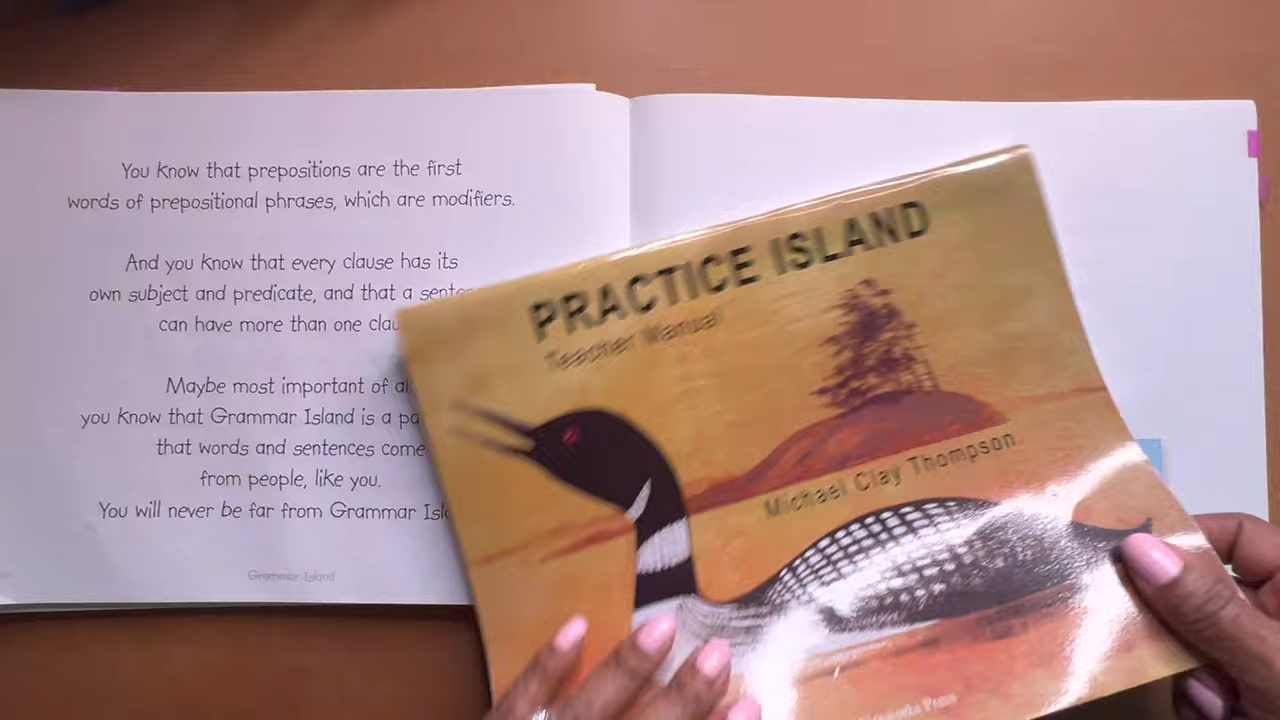 You know that prepositions are the first
words of prepositional phrases, which are modifiers.
And you know that every clause has its
own subject and predicate, and that a
can have more than one
Maybe most important of
you know that Grammar Island is a
that words and sentences come
from people, like you.
You will never be far from Grammar
Grammar Island
PRACTICE ISLAND
Teacher Manual
Michael Clay Thompson